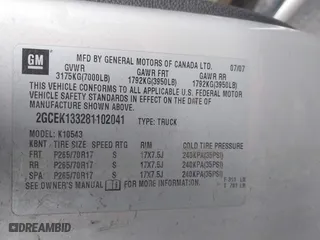 GM
MFD BY GENERAL MOTORS OF CANADA LTD.
07/07
GVWR GAWR FRT GAWR RR
3175KG(7000LB) 1792KG(3950LB) 1792KG(3950LB)
THIS VEHICLE CONFORMS TO ALL APPLICABLE U.S. FEDERAL
MOTOR VEHICLE SAFETY STANDARDS IN EFFECT ON THE DATE OF
MANUFACTURE SHOWN ABOVE.
2GCEK133281102041 TYPE: TRUCK
MODEL: K10543
TIRE SIZE SPEED RTG RIM COLD TIRE PRESSURE
FRT P265/70R17 S 17X7.5J 240KPA(35PSI)
RR P265/70R17 S 17X7.5J 240KPA(35PSI)
SPA P265/70R17 S 17X7.5J 240KPA(35PSI)
SEE OWNER'S MANUAL FOR MORE INFORMATION.